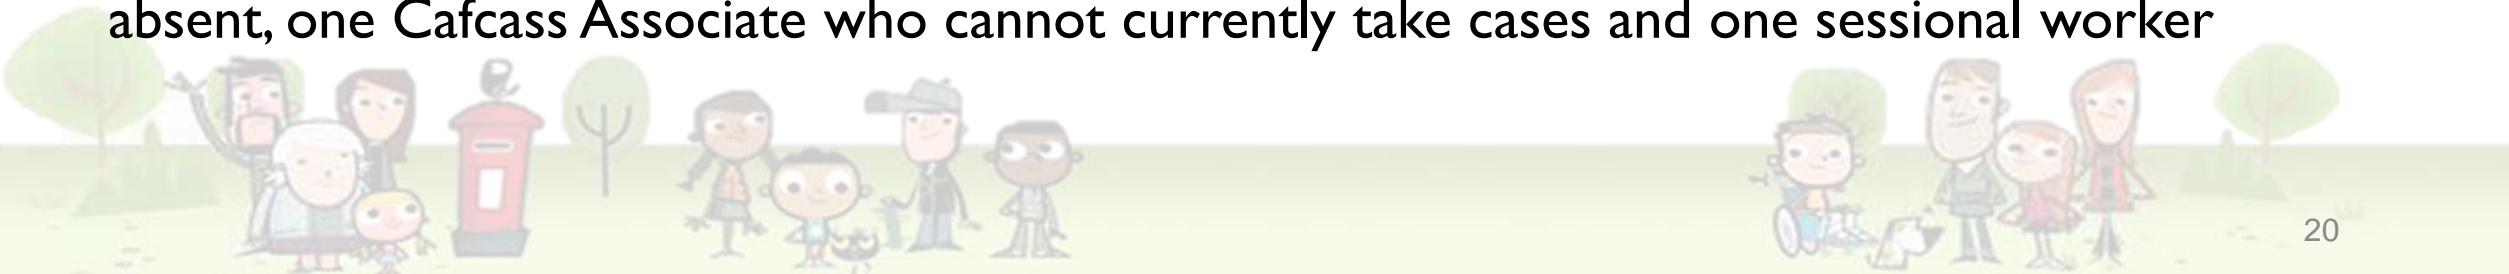 absent, one Cafcass Associate who cannot currently take cases and one sessional worker
20